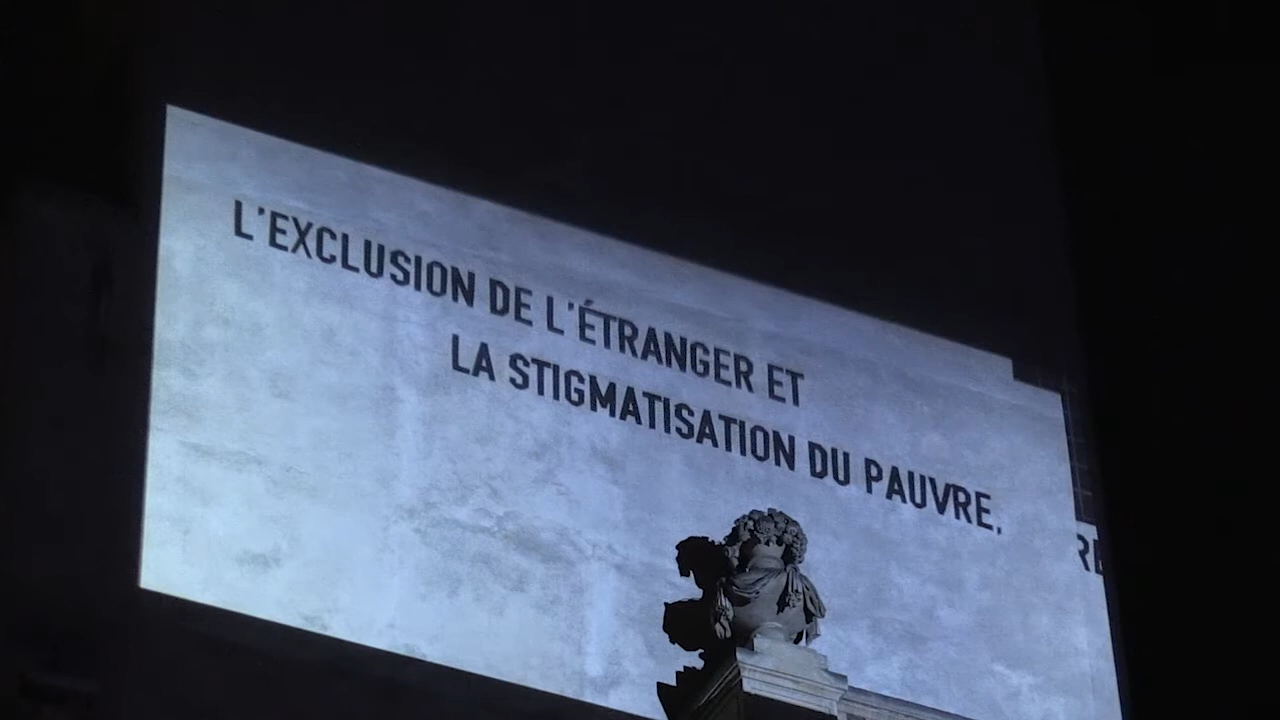 L'EXCLUSION DE L'ÉTRANGER ET
LA STIGMATISATION DU PAUVRE,